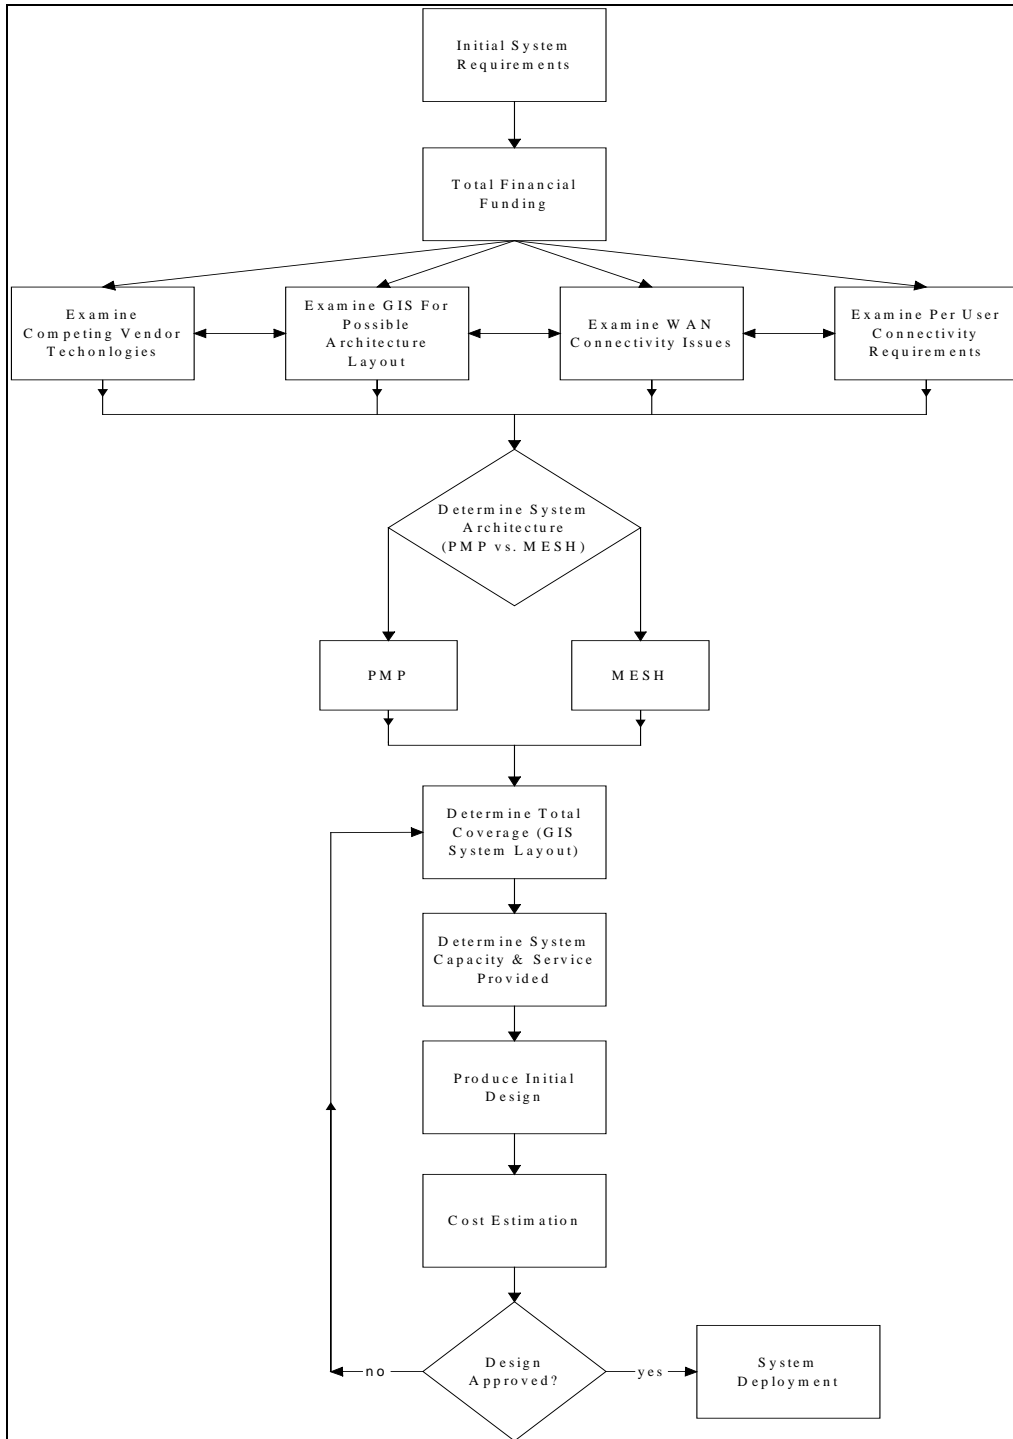 Initial System
Requirements
Total Financial
Funding
Examine
Competing Vendor
Techonlogies
Examine GIS For
Possible
Architecture
Layout
Examine WAN
Connectivity Issues
Examine Per User
Connectivity
Requirements
Determine System
Architecture
(PMP vs. MESH)
PMP
MESH
Determine Total
Coverage (GIS
System Layout)
Determine System
Capacity & Service
Provided
Produce Initial
Design
Cost Estimation
Design
Approved?
no
yes
System
Deployment